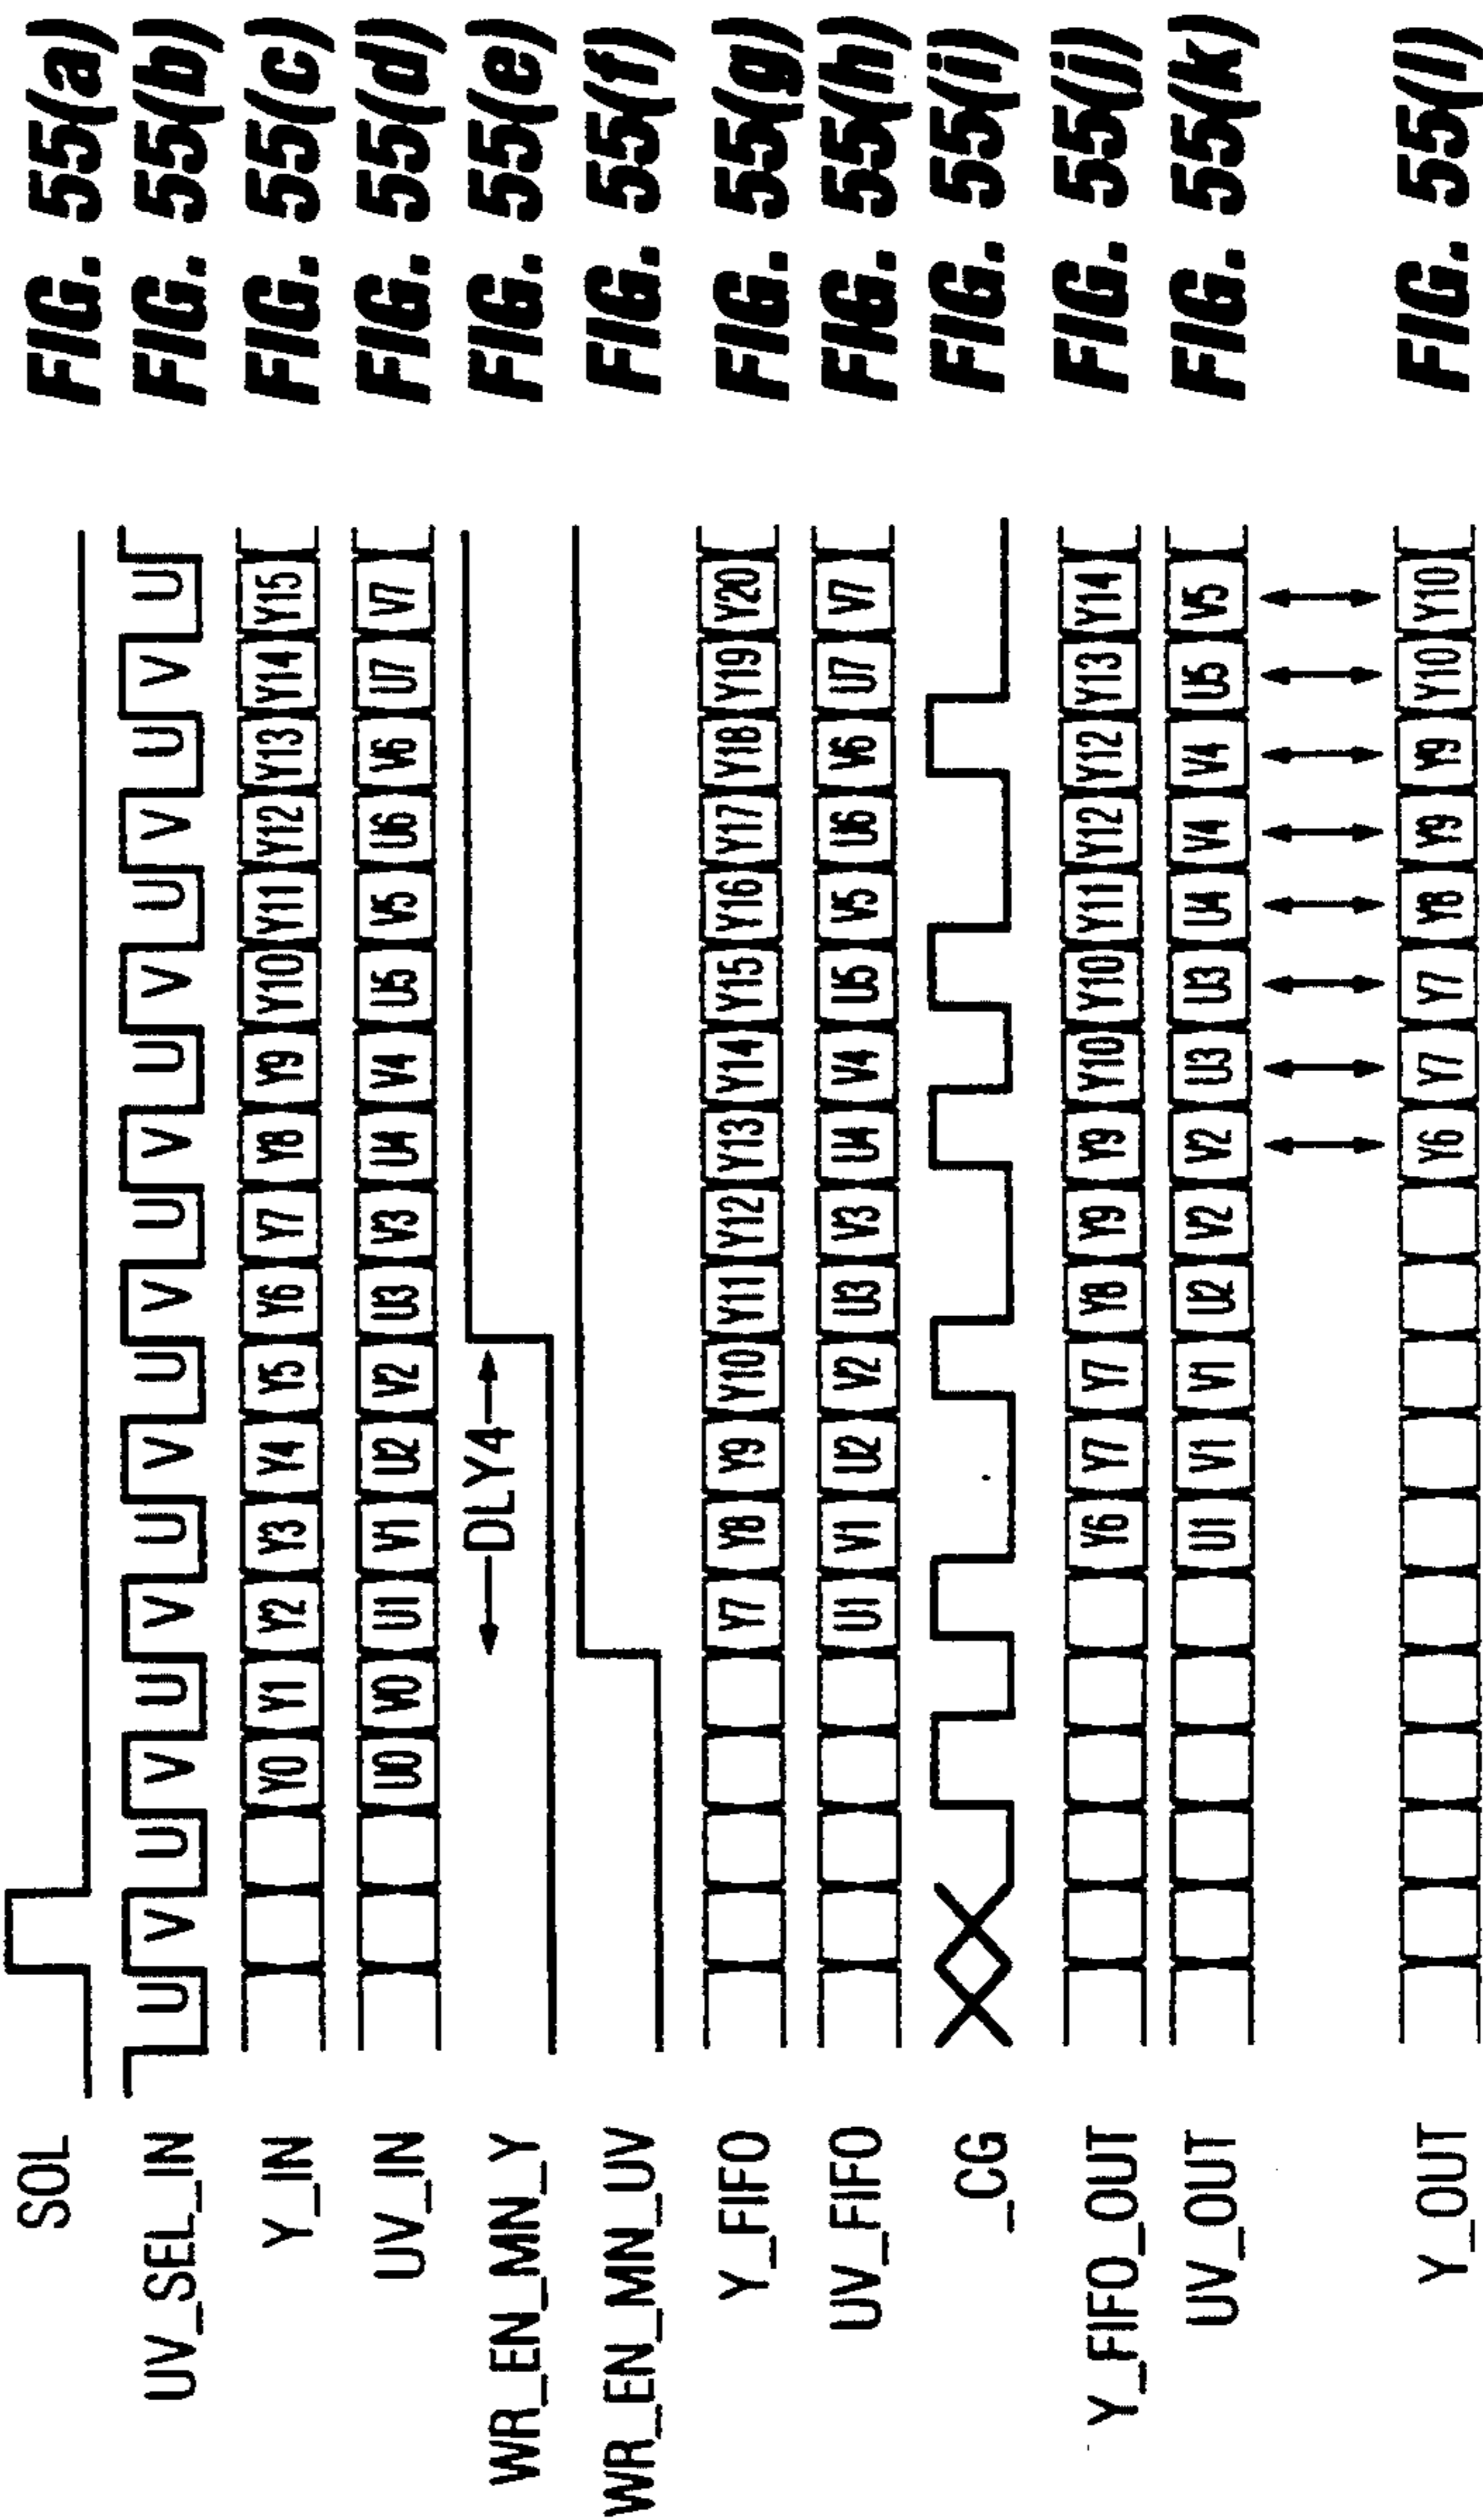 SOL FIG. 55(a)
UV_SEL_IN U V U V U V U V U V U V U V U V U V U FIG. 55(b)
Y_IN Y0 Y1 Y2 Y3 Y4 Y5 Y6 Y7 Y8 Y9 Y10 Y11 Y12 Y13 Y14 Y15 FIG. 55(c)
UV_IN U0 V0 U1 V1 U2 V2 U3 V3 U4 V4 U5 V5 U6 V6 U7 V7 FIG. 55(d)
WR_EN_MN_Y DLY4 FIG. 55(e)
WR_EN_MN_UV FIG. 55(f)
Y_FIFO Y7 Y8 Y9 Y10 Y11 Y12 Y13 Y14 Y15 Y16 Y17 Y18 Y19 Y20 FIG. 55(g)
UV_FIFO U1 V1 U2 V2 U3 V3 U4 V4 U5 V5 U6 V6 U7 V7 FIG. 55(h)
_CG FIG. 55(i)
Y_FIFO_OUT Y6 Y7 Y7 Y8 Y9 Y9 Y10 Y10 Y11 Y12 Y12 Y13 Y14 FIG. 55(j)
UV_OUT U1 V1 V1 U2 V2 V2 U3 U3 U4 V4 V4 U5 V5 FIG. 55(k)
Y_OUT Y6 Y7 Y7 Y8 Y9 Y9 Y10 Y10 FIG. 55(l)